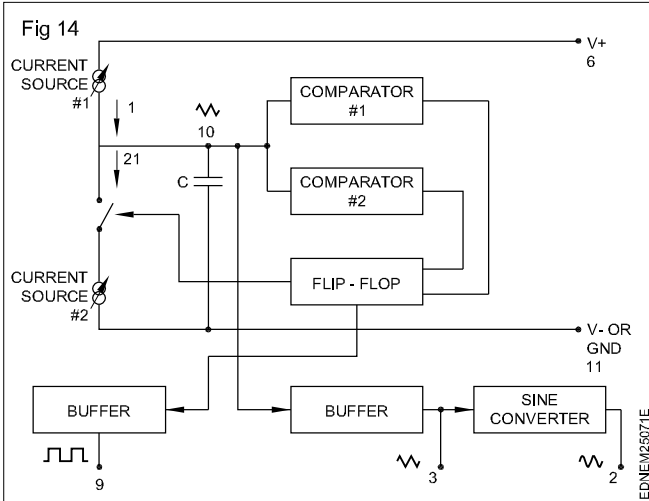 Fig 14
V+
6
CURRENT
SOURCE
#1
1
10
COMPARATOR
#1
21
C
COMPARATOR
#2
FLIP - FLOP
CURRENT
SOURCE
#2
V- OR
GND
11
BUFFER
BUFFER
SINE
CONVERTER
9
3
2
EDNEM25071E